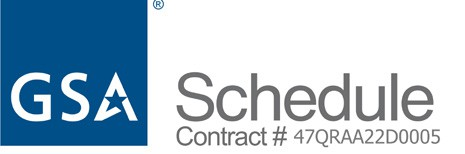 ®
GSA
Schedule
Contract # 47QRAA22D0005